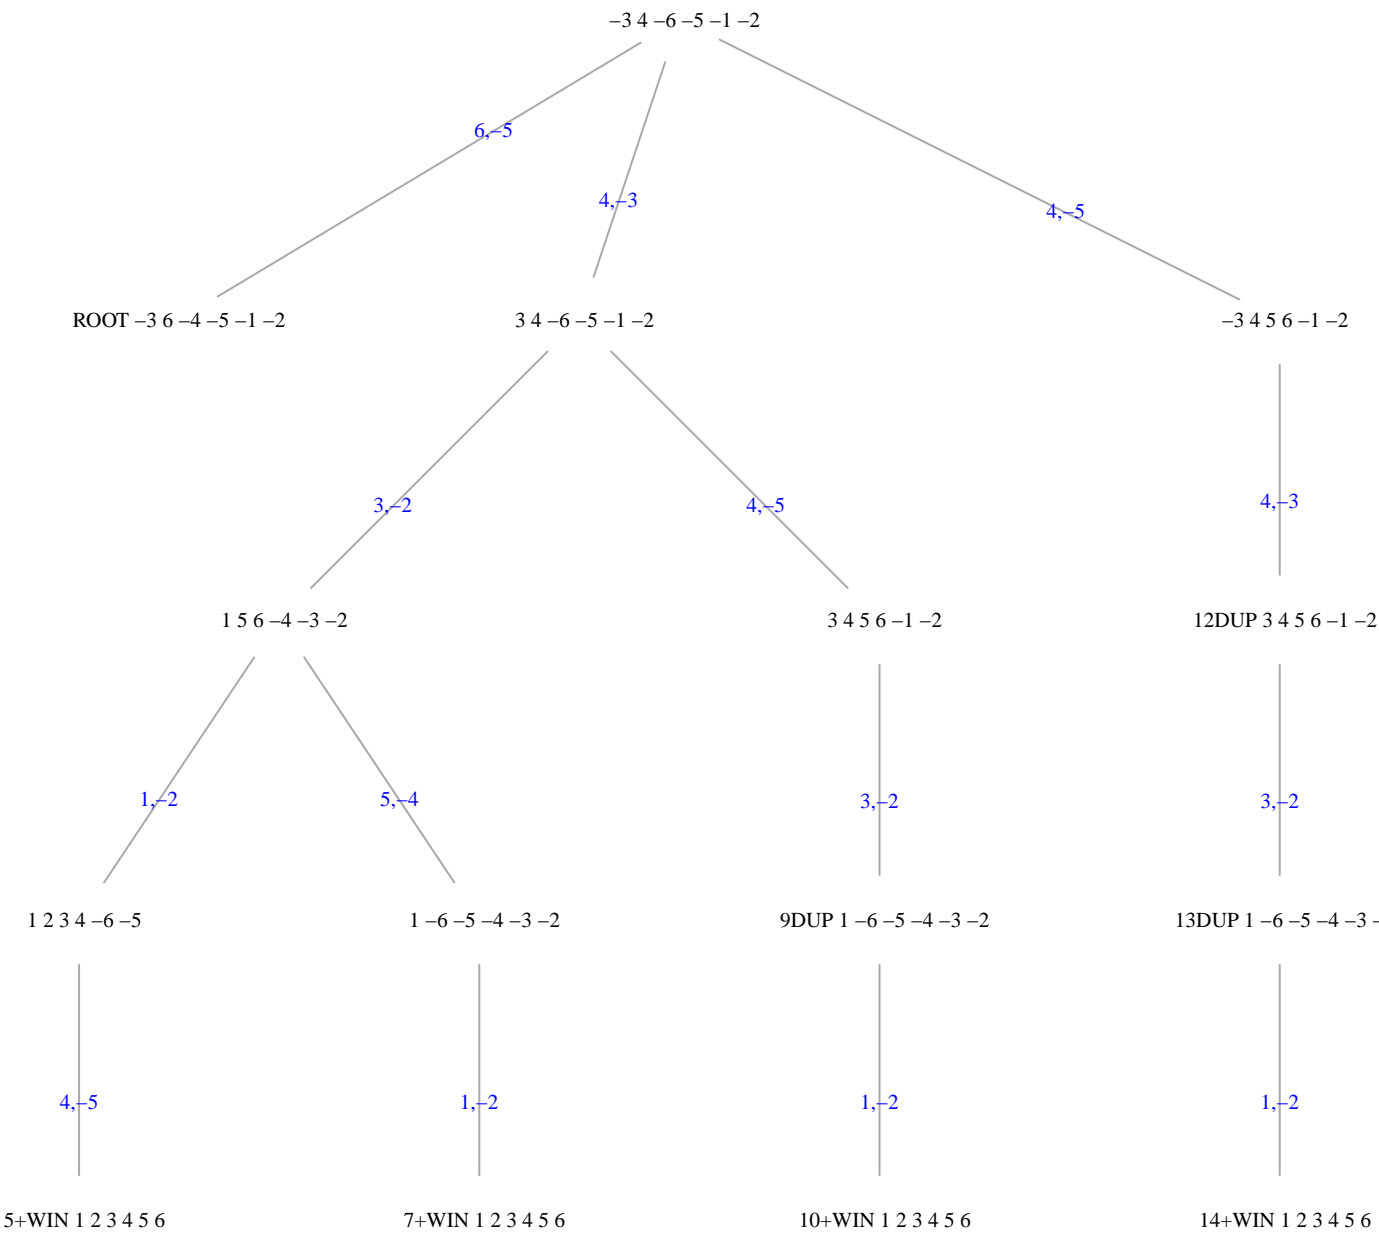 –3 4 –6 –5 –1 –2
6,–5
4,–3
4,–5
ROOT –3 6 –4 –5 –1 –2
3 4 –6 –5 –1 –2
–3 4 5 6 –1 –2
3,–2
4,–5
4,–3
1 5 6 –4 –3 –2
3 4 5 6 –1 –2
12DUP 3 4 5 6 –1 –2
1,–2
5,–4
3,–2
3,–2
1 2 3 4 –6 –5
1 –6 –5 –4 –3 –2
9DUP 1 –6 –5 –4 –3 –2
13DUP 1 –6 –5 –4 –3 –
4,–5
1,–2
1,–2
1,–2
5+WIN 1 2 3 4 5 6
7+WIN 1 2 3 4 5 6
10+WIN 1 2 3 4 5 6
14+WIN 1 2 3 4 5 6